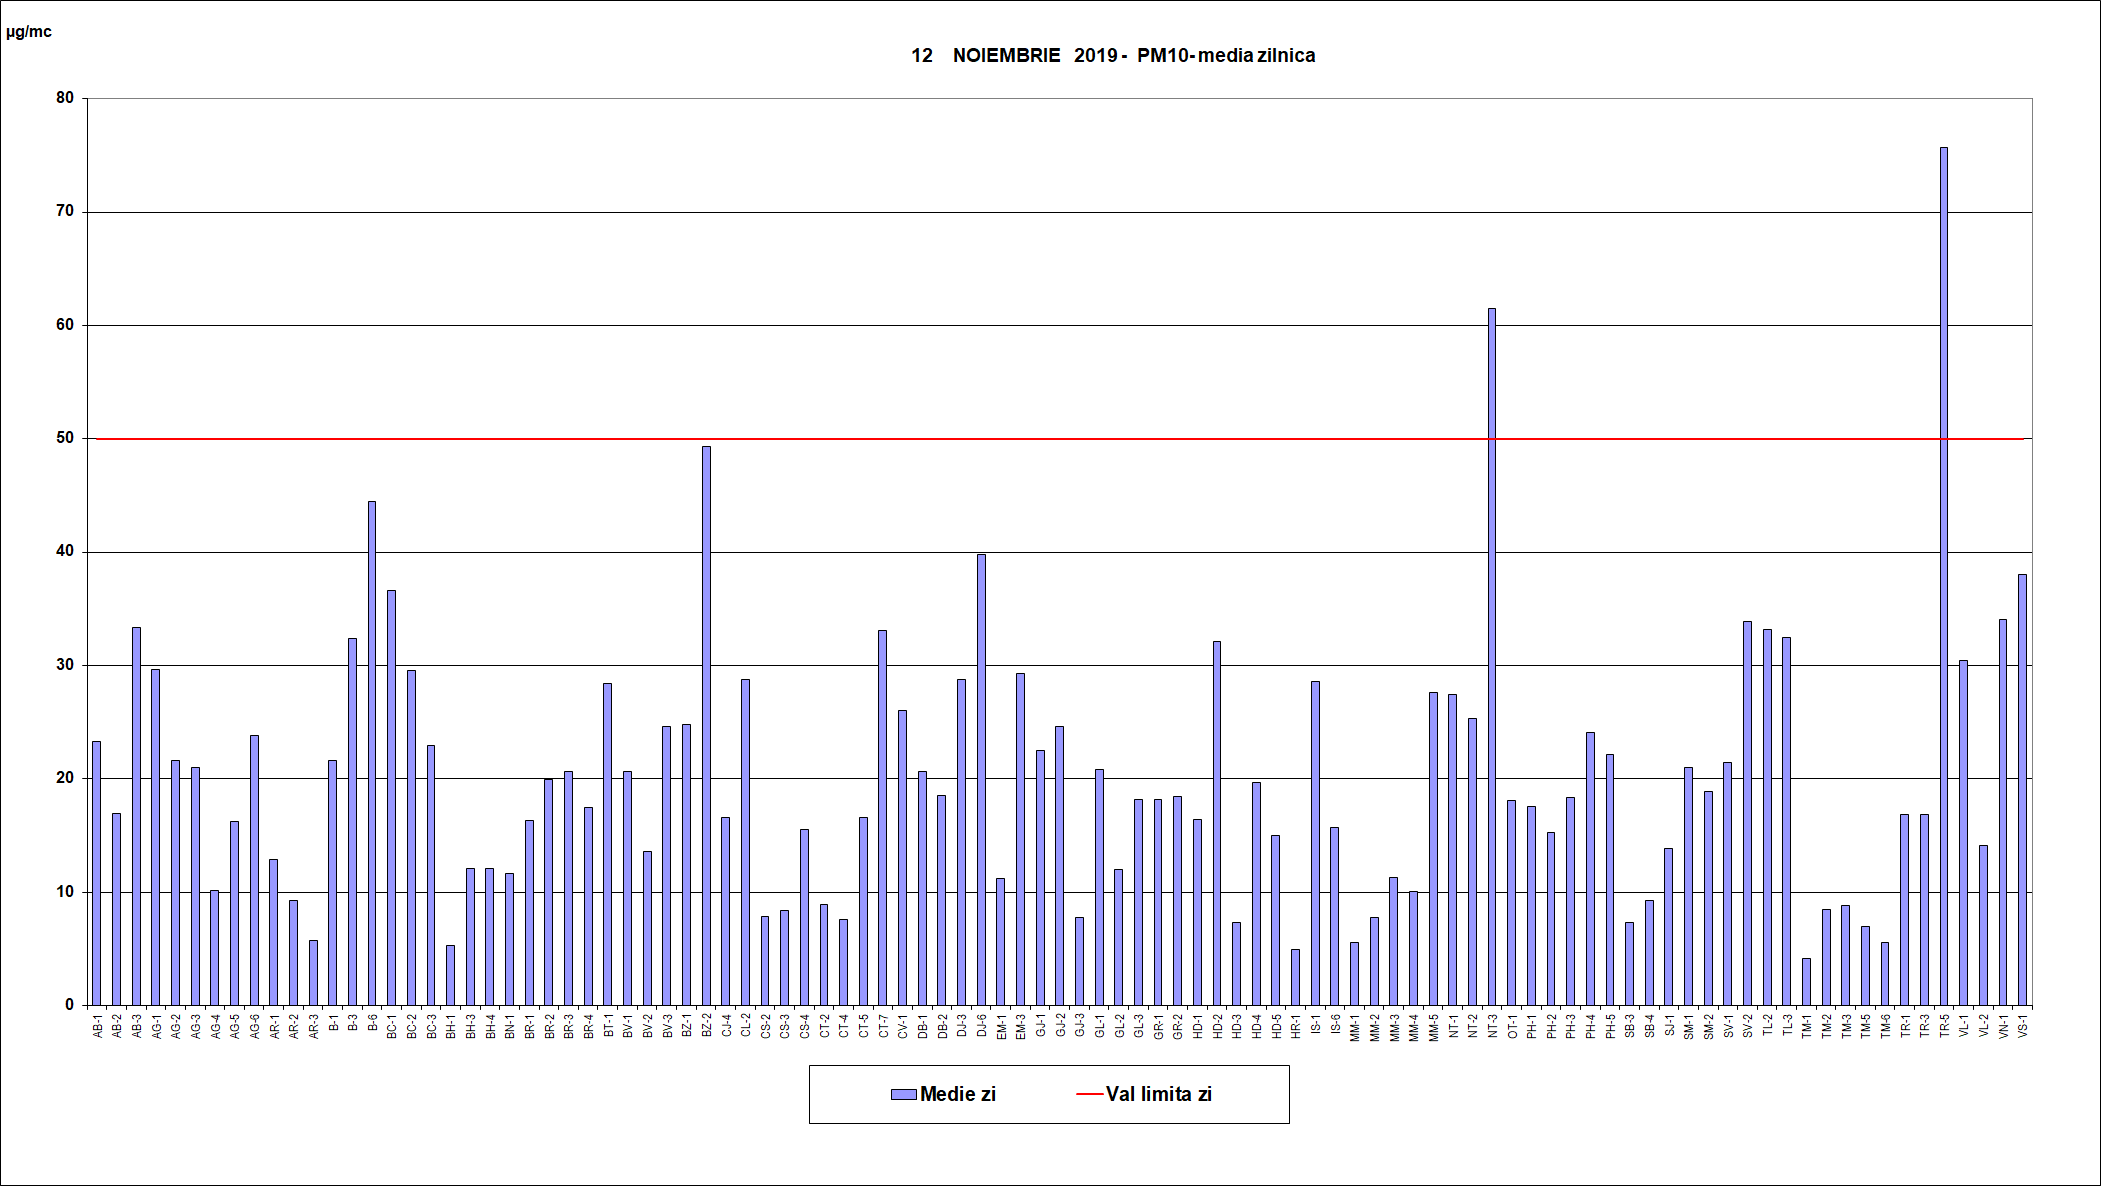 µg/mc
12 NOIEMBRIE 2019 - PM10- media zilnica
80
70
60
50
40
30
20
10
0
AB-1 AB-2 AB-3 AG-1 AG-2 AG-3 AG-4 AG-5 AG-6 AR-1 AR-2 AR-3 B-1 B-3 B-6 BC-1 BC-2 BC-3 BH-1 BH-3 BH-4 BN-1 BR-1 BR-2 BR-3 BR-4 BT-1 BV-1 BV-2 BV-3 BZ-1 BZ-2 CJ-4 CL-2 CS-2 CS-3 CS-4 CT-2 CT-4 CT-5 CT-7 CV-1 DB-1 DB-2 DJ-3 DJ-6 EM-1 EM-3 GJ-1 GJ-2 GJ-3 GL-1 GL-2 GL-3 GR-1 GR-2 HD-1 HD-2 HD-3 HD-4 HD-5 HR-1 IS-1 IS-6 MM-1 MM-2 MM-3 MM-4 MM-5 NT-1 NT-2 NT-3 OT-1 PH-1 PH-2 PH-3 PH-4 PH-5 SB-3 SB-4 SJ-1 SM-1 SM-2 SV-1 SV-2 TL-2 TL-3 TM-1 TM-2 TM-3 TM-5 TM-6 TR-1 TR-3 TR-5 VL-1 VL-2 VN-1 VS-1
Medie zi Val limita zi